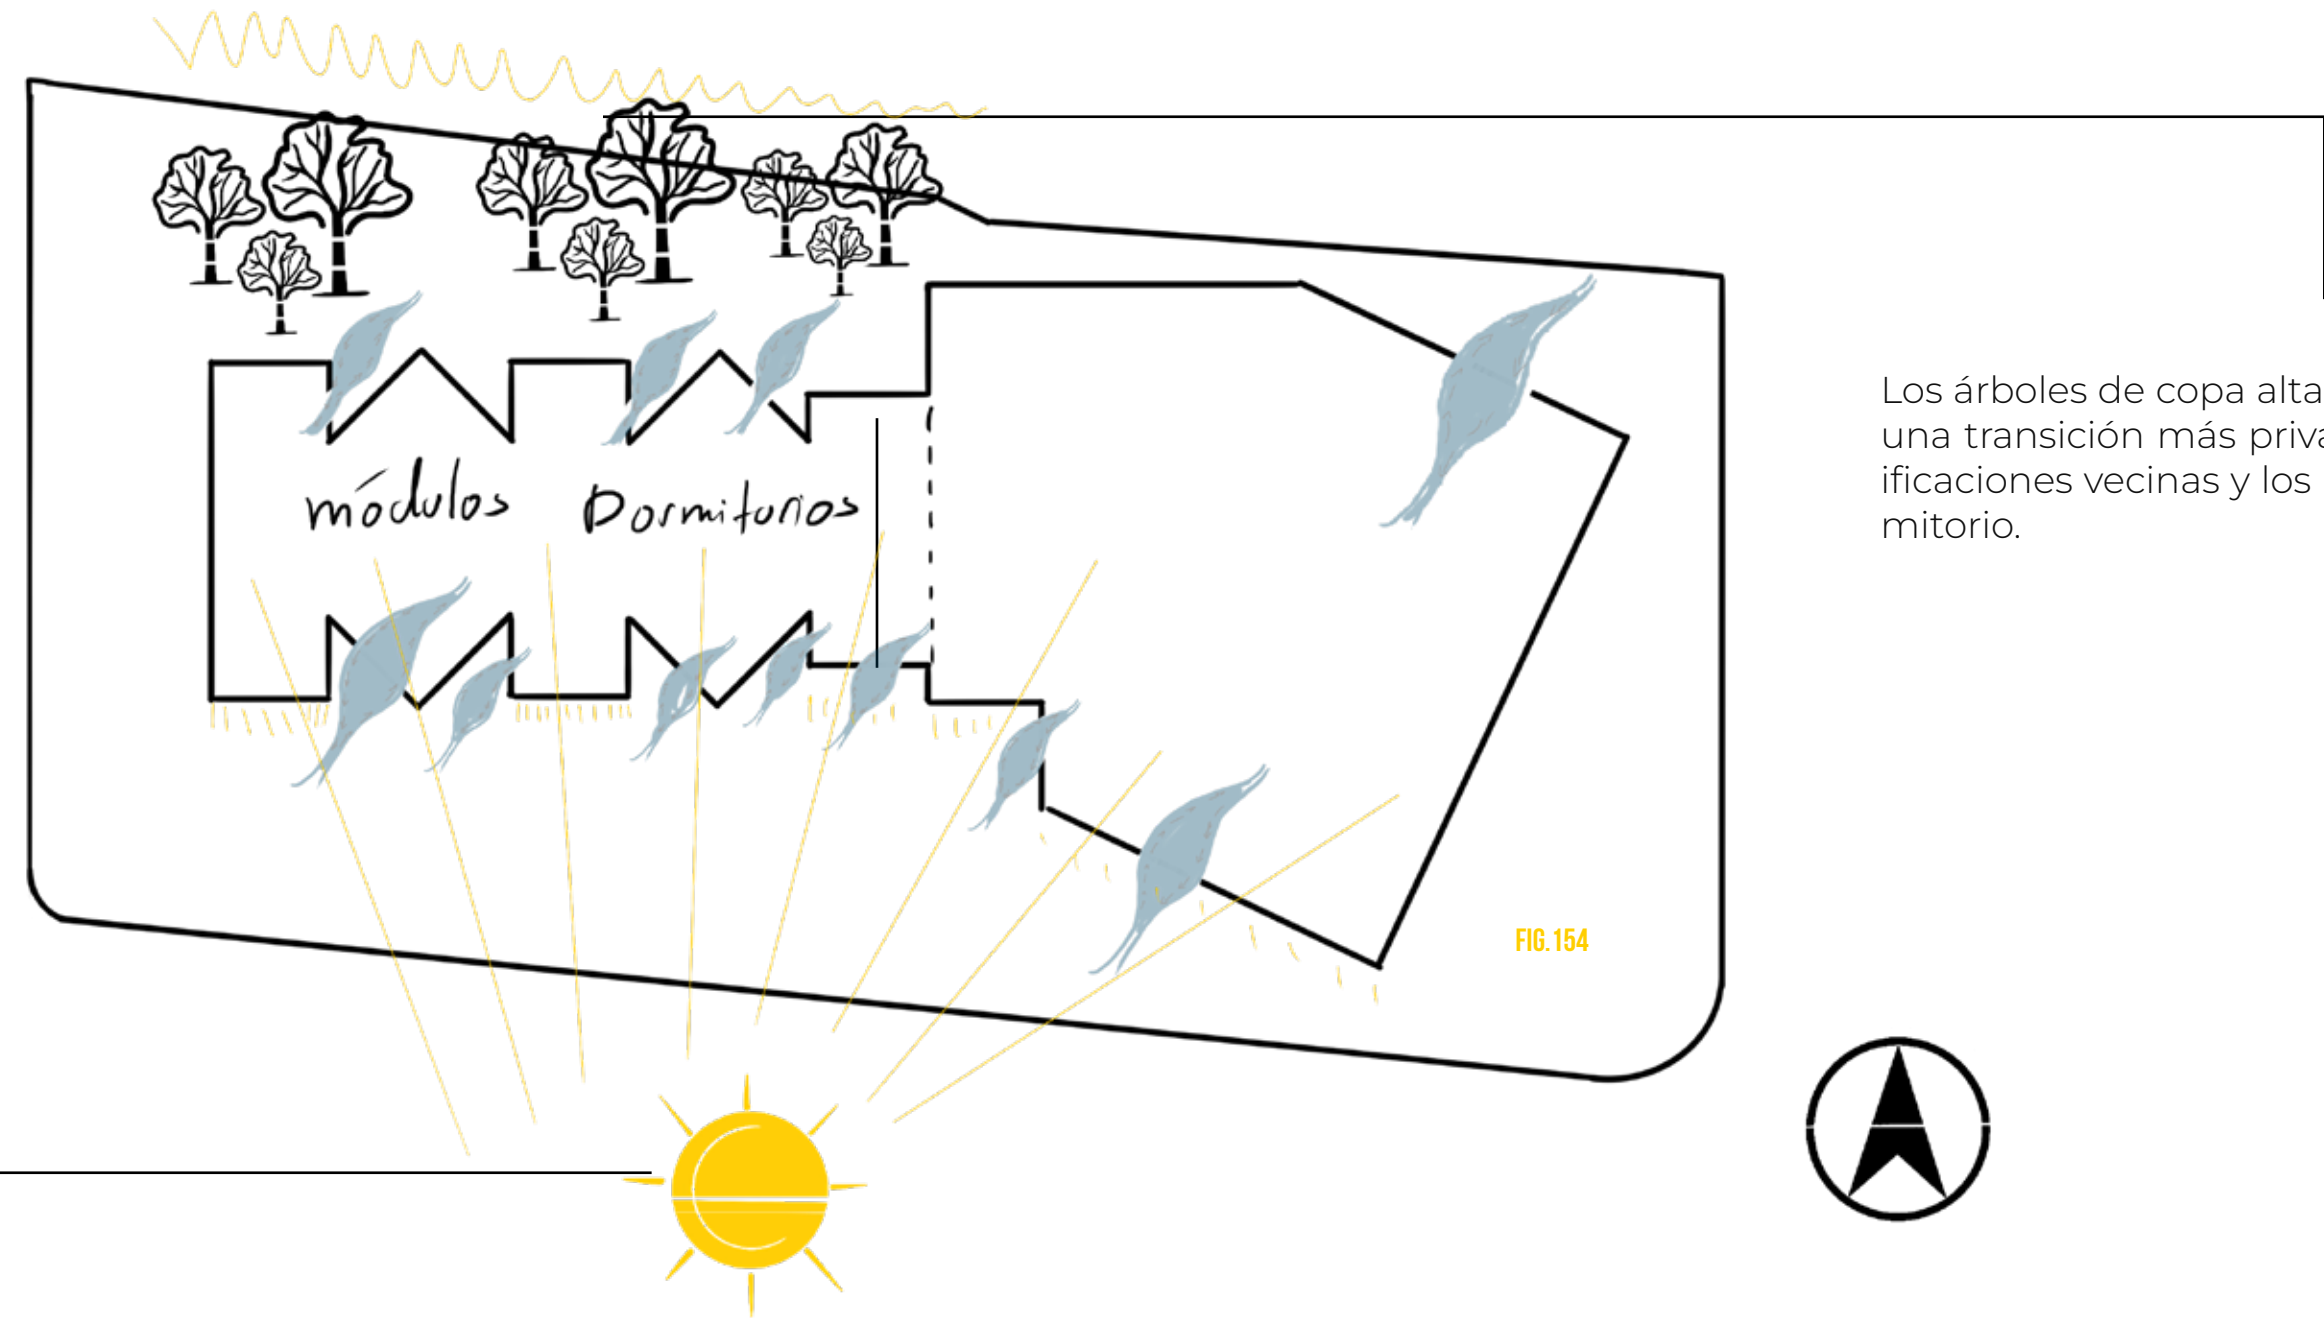 módulos Dormitorios
Los árboles de copa alta
una transición más priva
ificaciones vecinas y los
mitorio.
FIG.154